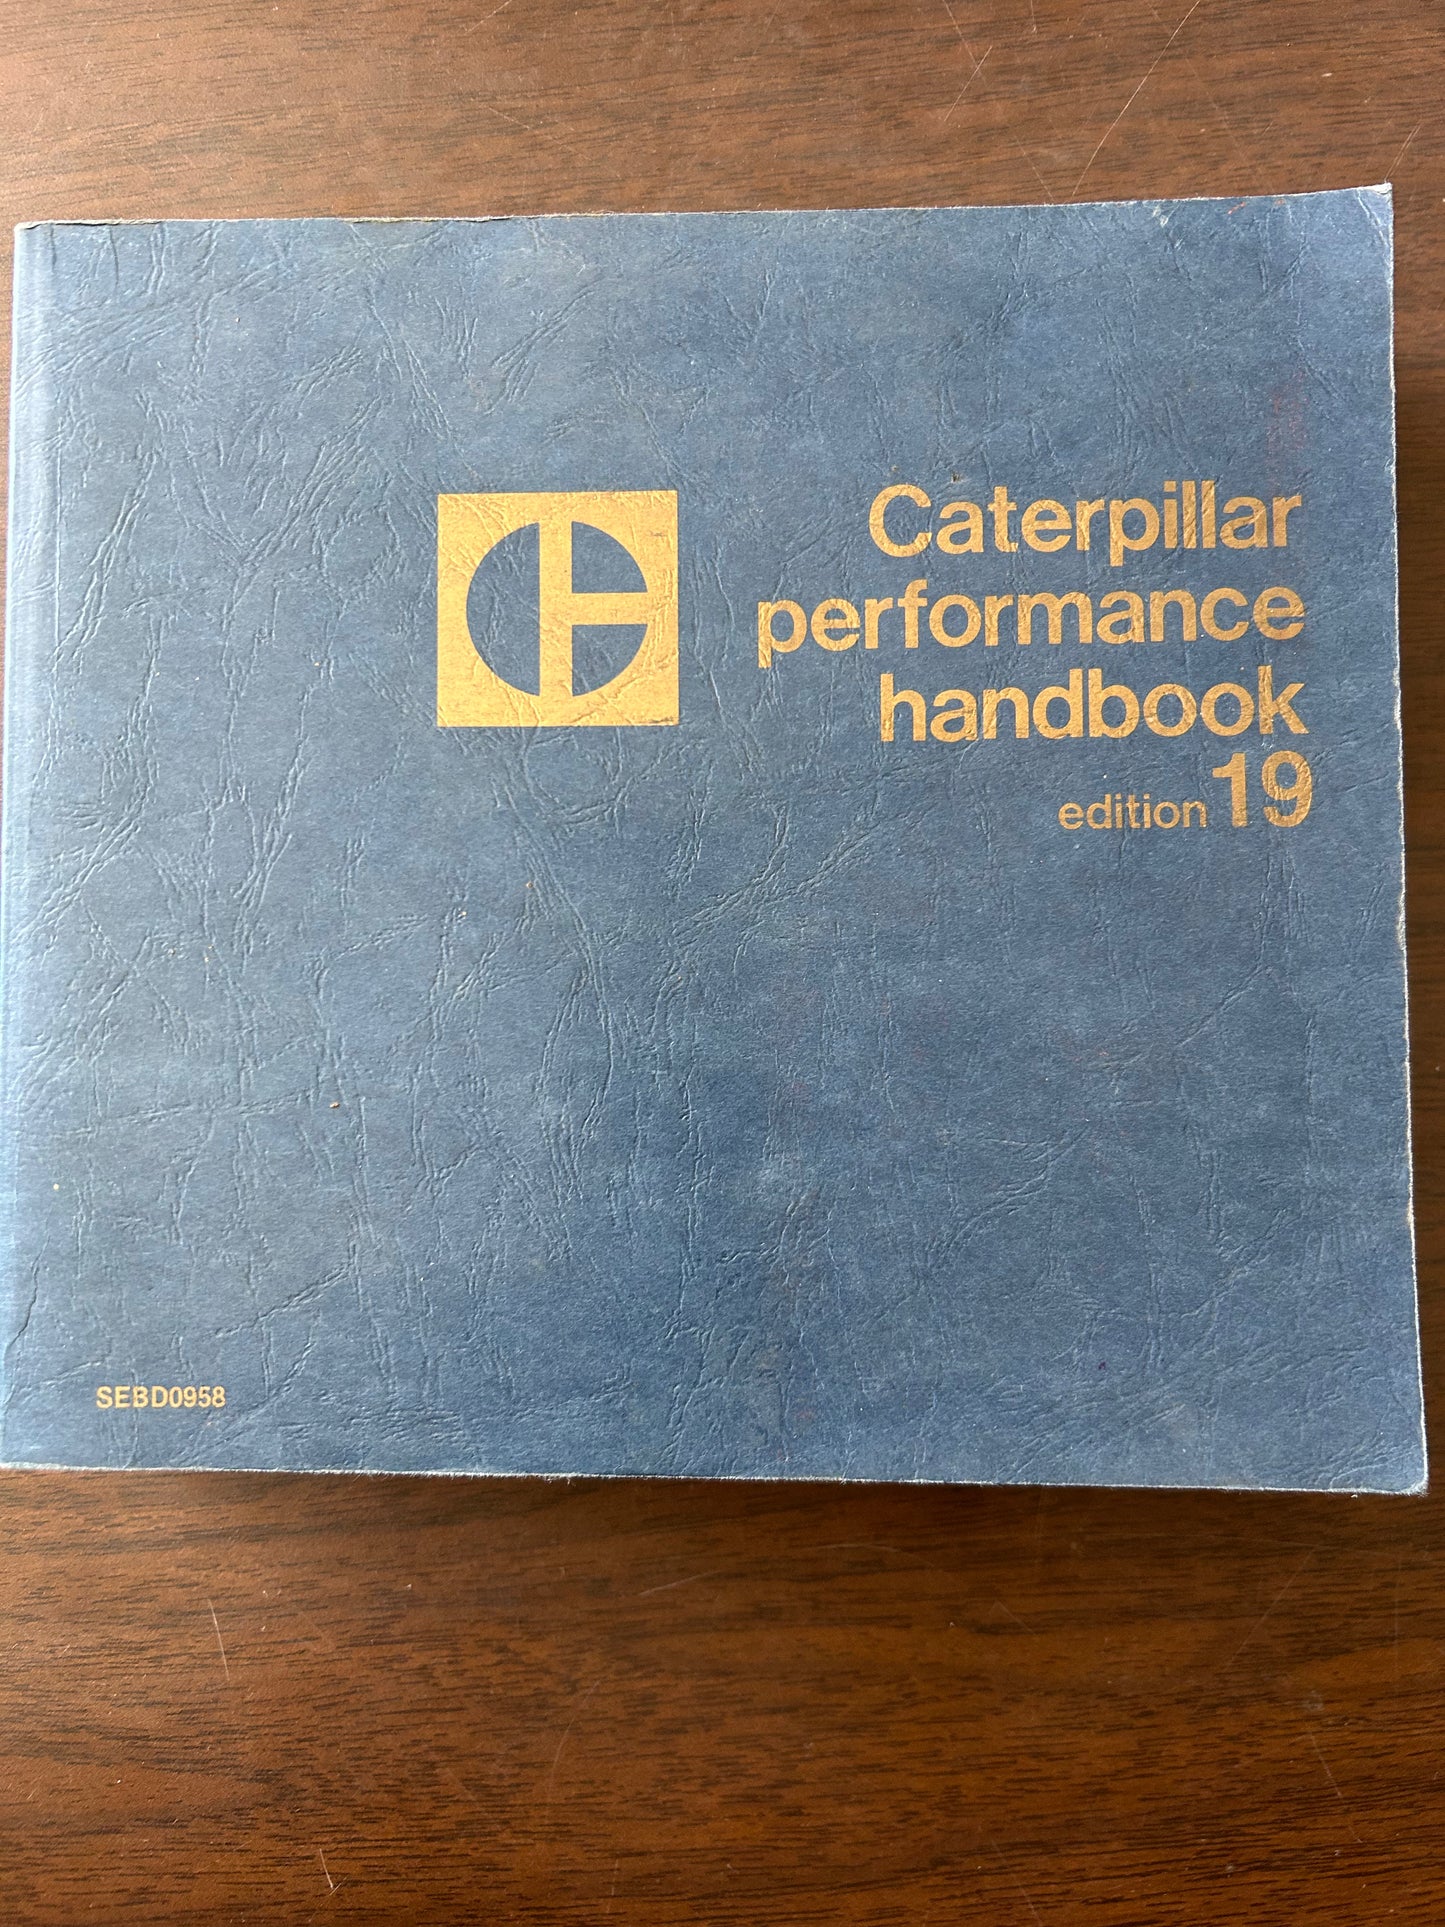 Caterpillar
performance
handbook
edition 19
SEBD0958